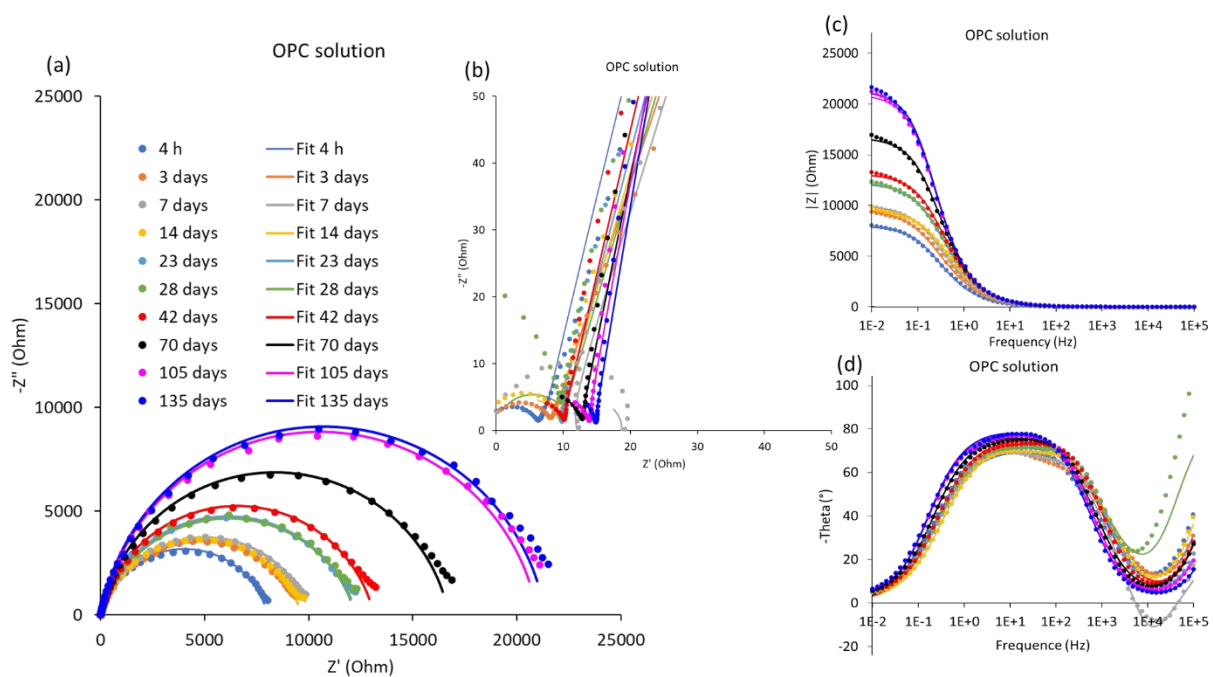 (a)
OPC solution
25000
20000
15000
10000
5000
0
-Z" (Ohm)
4 h
Fit 4 h
3 days
Fit 3 days
7 days
Fit 7 days
14 days
Fit 14 days
23 days
Fit 23 days
28 days
Fit 28 days
42 days
Fit 42 days
70 days
Fit 70 days
105 days
Fit 105 days
135 days
Fit 135 days
0 5000 10000 15000 20000 25000
Z' (Ohm)
(b)
OPC solution
50
40
30
20
10
0
-Z" (Ohm)
0 10 20 30 40 50
Z' (Ohm)
(c)
OPC solution
25000
20000
15000
10000
5000
0
|Z| (Ohm)
1E-2 1E-1 1E+0 1E+1 1E+2 1E+3 1E+4 1E+5
Frequency (Hz)
OPC solution
(d)
100
80
60
40
20
0
-20
-Theta (°)
1E-2 1E-1 1E+0 1E+1 1E+2 1E+3 1E+4 1E+5
Frequence (Hz)